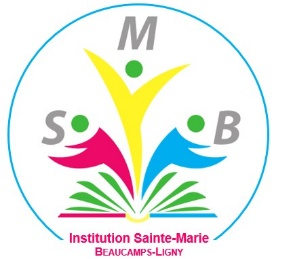 M
S B
Institution Sainte-Marie
BEAUCAMPS-LIGNY